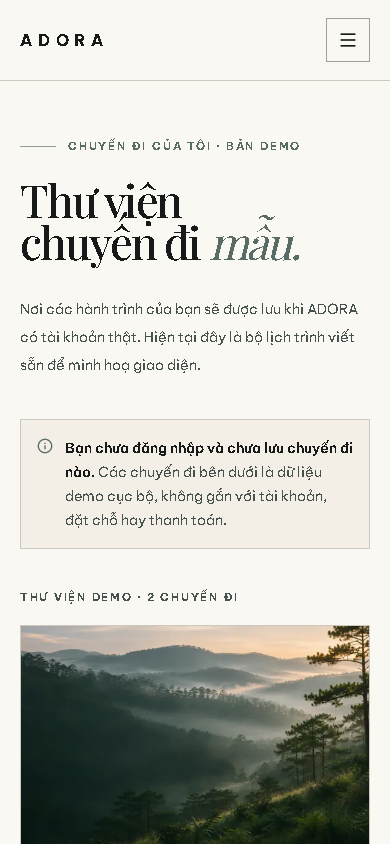 ADORA
CHUYẾN ĐI CỦA TÔI · BẢN DEMO
Thư viện
chuyến đi mẫu.
Nơi các hành trình của bạn sẽ được lưu khi ADORA
có tài khoản thật. Hiện tại đây là bộ lịch trình viết
sẵn để minh hoạ giao diện.
Bạn chưa đăng nhập và chưa lưu chuyến đi
nào. Các chuyến đi bên dưới là dữ liệu
demo cục bộ, không gắn với tài khoản,
đặt chỗ hay thanh toán.
THƯ VIỆN DEMO · 2 CHUYẾN ĐI